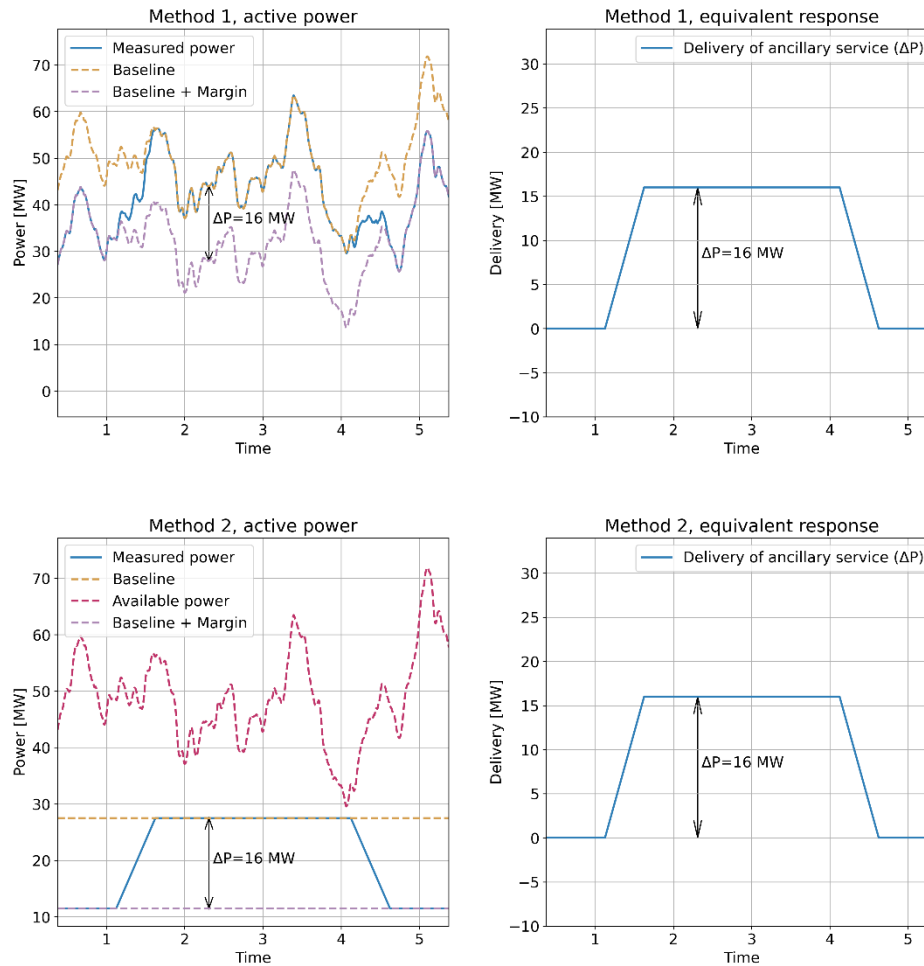 Method 1, active power
Measured power
Baseline
Baseline + Margin
Power [MW]
70
60
50
40
30
20
10
0
ΔP=16 MW
1 2 3 4 5
Time
Method 1, equivalent response
Delivery of ancillary service (ΔP)
Delivery [MW]
30
25
20
15
10
5
0
−5
−10
ΔP=16 MW
1 2 3 4 5
Time
Method 2, active power
Measured power
Baseline
Available power
Baseline + Margin
Power [MW]
70
60
50
40
30
20
10
ΔP=16 MW
1 2 3 4 5
Time
Method 2, equivalent response
Delivery of ancillary service (ΔP)
Delivery [MW]
30
25
20
15
10
5
0
−5
−10
ΔP=16 MW
1 2 3 4 5
Time